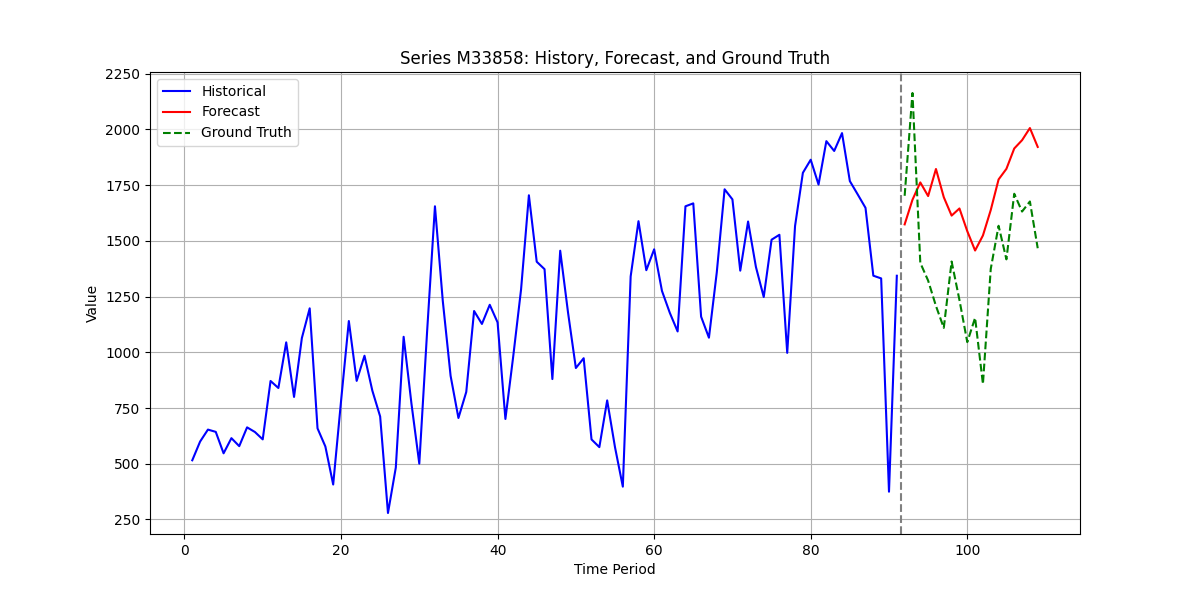 Series M33858: History, Forecast, and Ground Truth
Historical
Forecast
Ground Truth
2250
2000
1750
1500
1250
1000
750
500
250
Value
0 20 40 60 80 100
Time Period